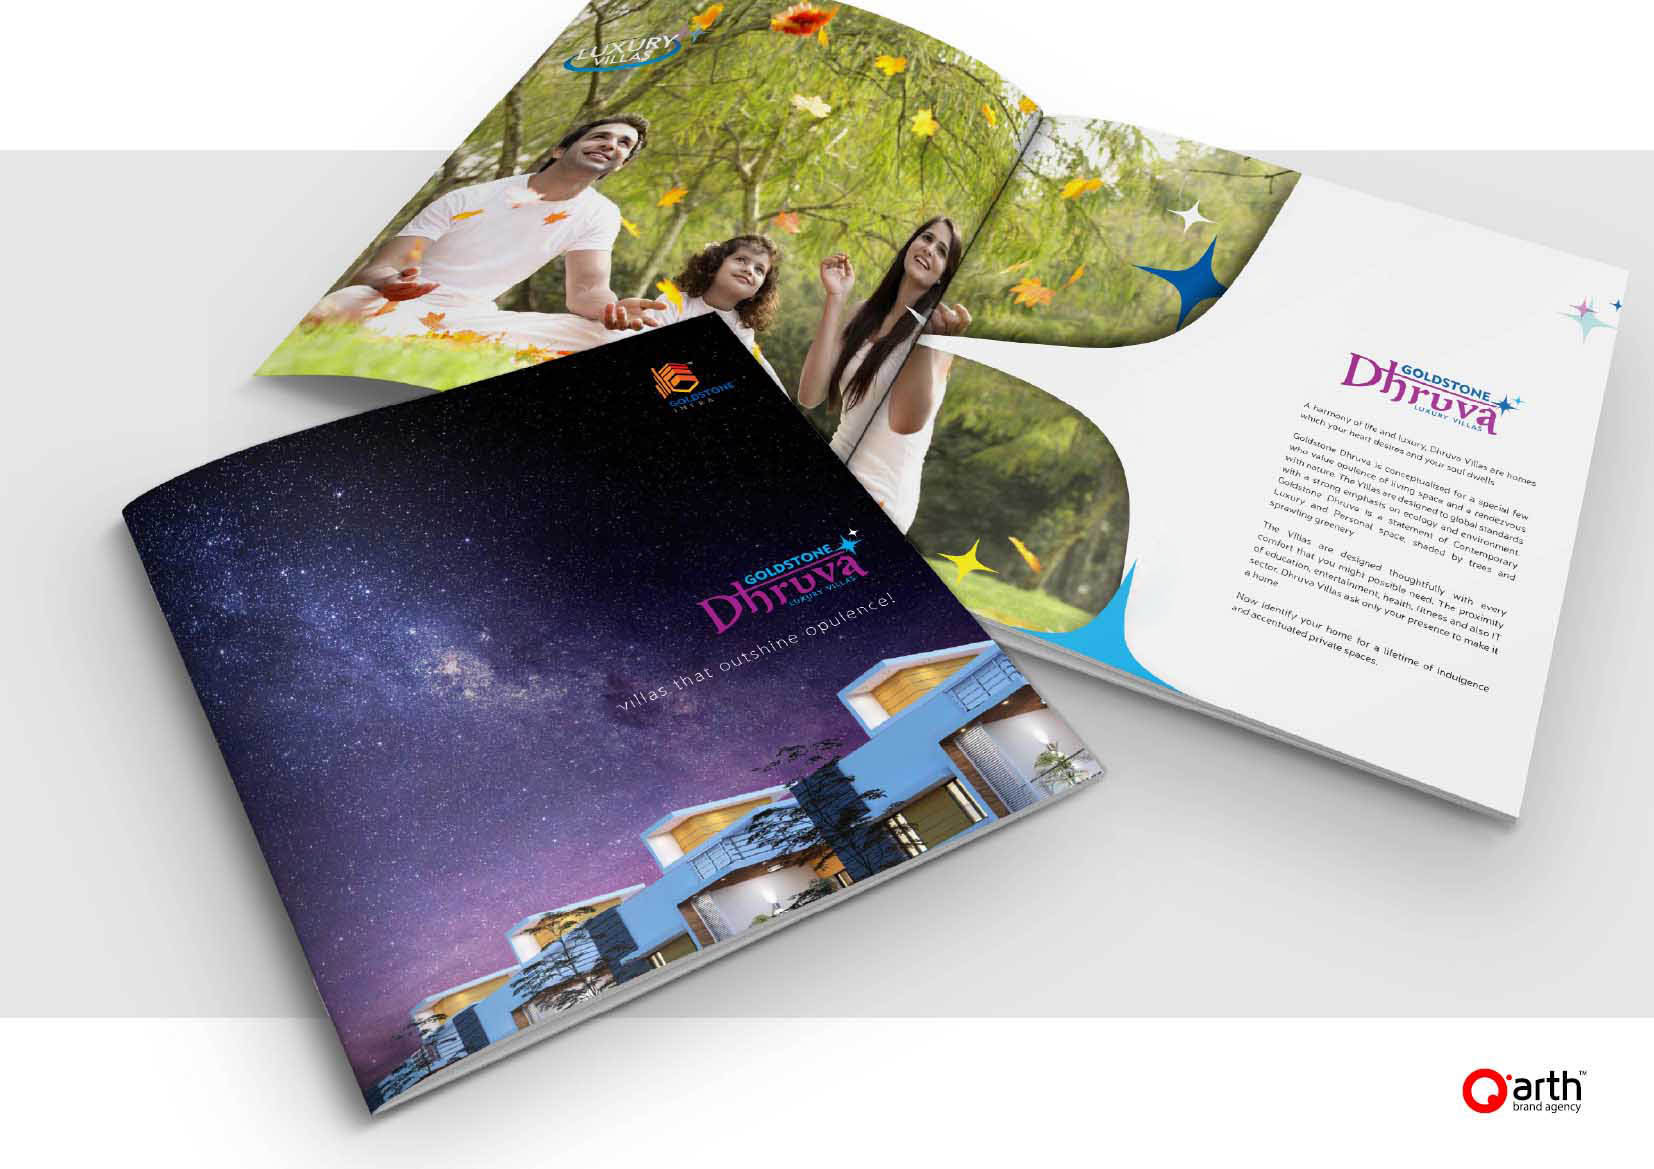 LUXURY
VILLAS
GOLDSTONE
INFRA
GOLDSTONE
Dhruva
LUXURY VILLAS
villas that outshine opulence!
GOLDSTONE
Dhruva
LUXURY VILLAS
A harmony of life and luxury, Dhruva Villas are homes
which your heart desires and your soul dwells
Goldstone Dhruva is conceptualized for a special few
who value opulence of living space and a rendezvous
with nature. The Villas are designed to global standards
with a strong emphasis on ecology and environment.
Goldstone Dhruva is a statement of Contemporary
Luxury and Personal space, shaded by trees and
sprawling greenery
The Villas are designed thoughtfully with every
comfort that you might possible need. The proximity
of education, entertainment, health, fitness and also IT
sector, Dhruva Villas ask only your presence to make it
a home
Now identify your home for a lifetime of indulgence
and accentuated private spaces.
Q'arth™
brand agency